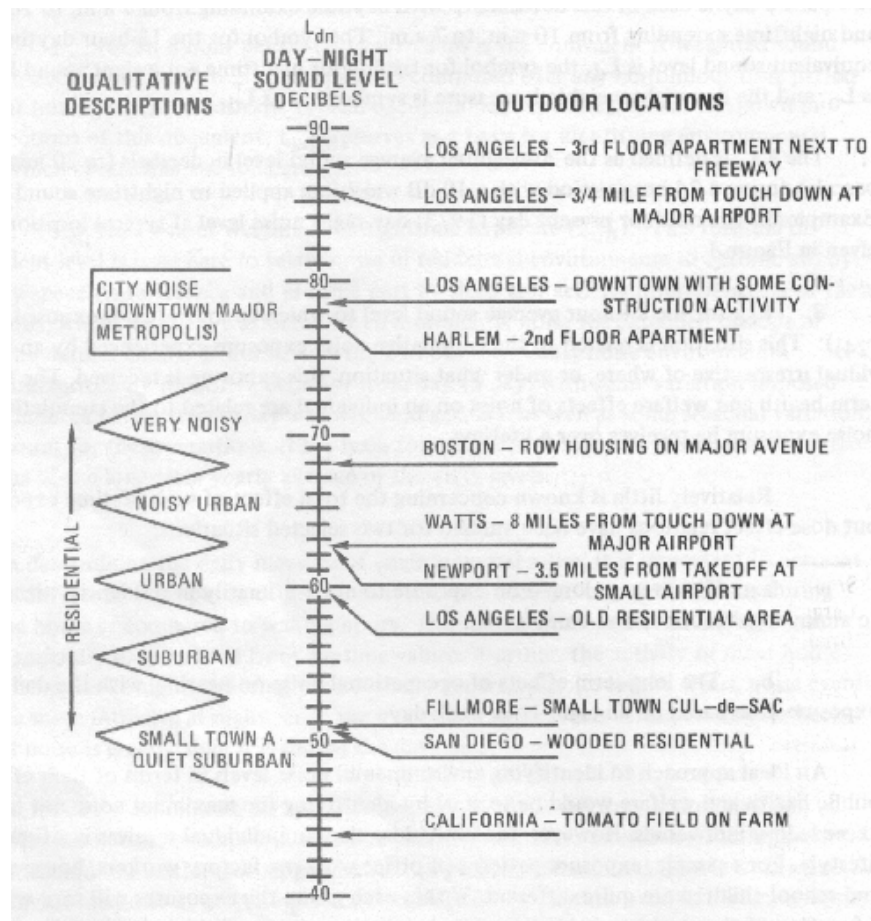 Ldn
DAY–NIGHT
QUALITATIVE
SOUND LEVEL
DESCRIPTIONS
DECIBELS
OUTDOOR LOCATIONS
90
LOS ANGELES – 3rd FLOOR APARTMENT NEXT TO
FREEWAY
LOS ANGELES – 3/4 MILE FROM TOUCH DOWN AT
MAJOR AIRPORT
80
CITY NOISE
(DOWNTOWN MAJOR
METROPOLIS)
LOS ANGELES – DOWNTOWN WITH SOME CON-
STRUCTION ACTIVITY
HARLEM – 2nd FLOOR APARTMENT
VERY NOISY
70
BOSTON – ROW HOUSING ON MAJOR AVENUE
NOISY URBAN
WATTS – 8 MILES FROM TOUCH DOWN AT
MAJOR AIRPORT
RESIDENTIAL
URBAN
60
NEWPORT – 3.5 MILES FROM TAKEOFF AT
SMALL AIRPORT
LOS ANGELES – OLD RESIDENTIAL AREA
SUBURBAN
FILLMORE – SMALL TOWN CUL–de–SAC
SMALL TOWN A
QUIET SUBURBAN
50
SAN DIEGO – WOODED RESIDENTIAL
CALIFORNIA – TOMATO FIELD ON FARM
40